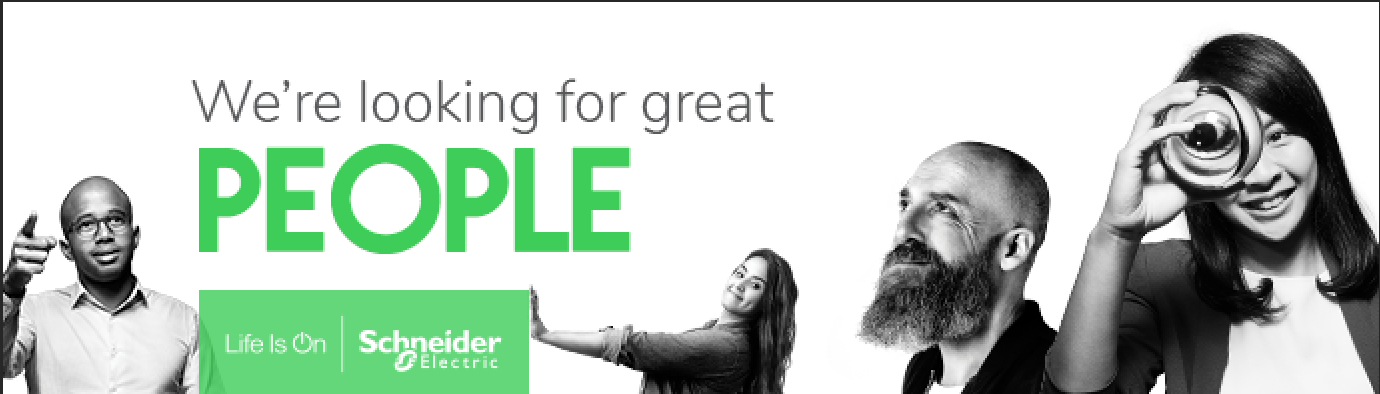 We're looking for great
PEOPLE
Life Is On | Schneider
Electric